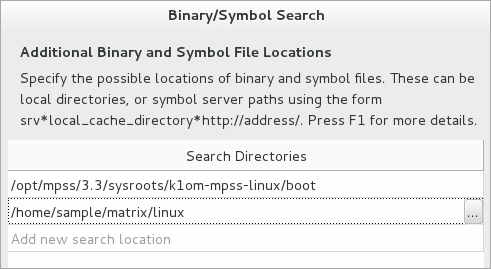 Binary/Symbol Search
Additional Binary and Symbol File Locations
Specify the possible locations of binary and symbol files. These can be
local directories, or symbol server paths using the form
srv*local_cache_directory*http://address/. Press F1 for more details.
Search Directories
/opt/mpss/3.3/sysroots/k1om-mpss-linux/boot
/home/sample/matrix/linux ...
Add new search location